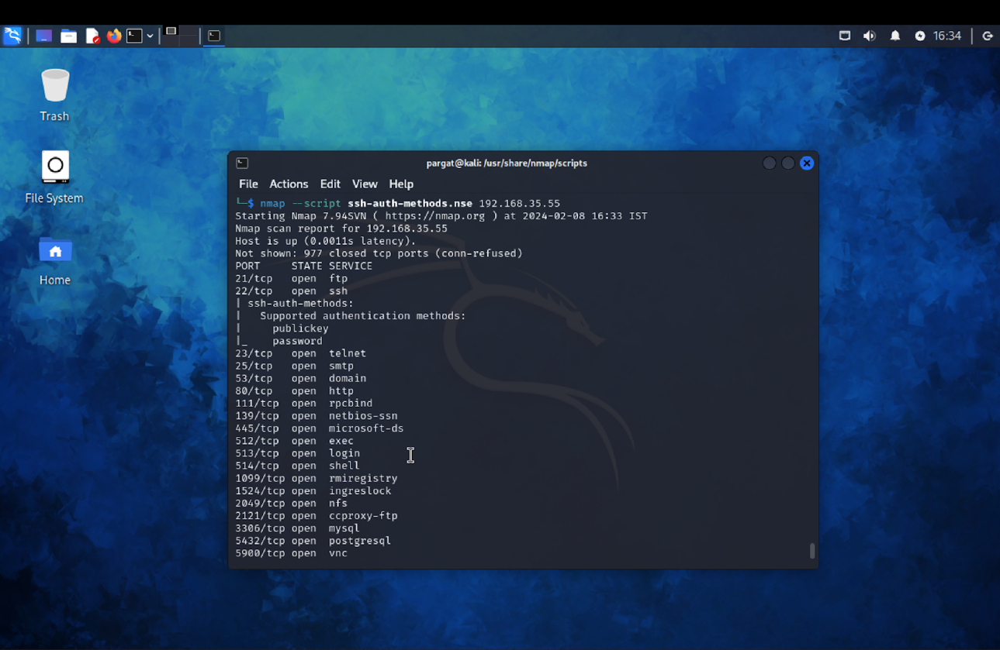 16:34
Trash
File System
Home
pargat@kali: /usr/share/nmap/scripts
File Actions Edit View Help
└─$ nmap --script ssh-auth-methods.nse 192.168.35.55
Starting Nmap 7.94SVN ( https://nmap.org ) at 2024-02-08 16:33 IST
Nmap scan report for 192.168.35.55
Host is up (0.0011s latency).
Not shown: 977 closed tcp ports (conn-refused)
PORT     STATE SERVICE
21/tcp   open  ftp
22/tcp   open  ssh
| ssh-auth-methods:
|   Supported authentication methods:
|     publickey
|_    password
23/tcp   open  telnet
25/tcp   open  smtp
53/tcp   open  domain
80/tcp   open  http
111/tcp  open  rpcbind
139/tcp  open  netbios-ssn
445/tcp  open  microsoft-ds
512/tcp  open  exec
513/tcp  open  login
514/tcp  open  shell
1099/tcp open  rmiregistry
1524/tcp open  ingreslock
2049/tcp open  nfs
2121/tcp open  ccproxy-ftp
3306/tcp open  mysql
5432/tcp open  postgresql
5900/tcp open  vnc